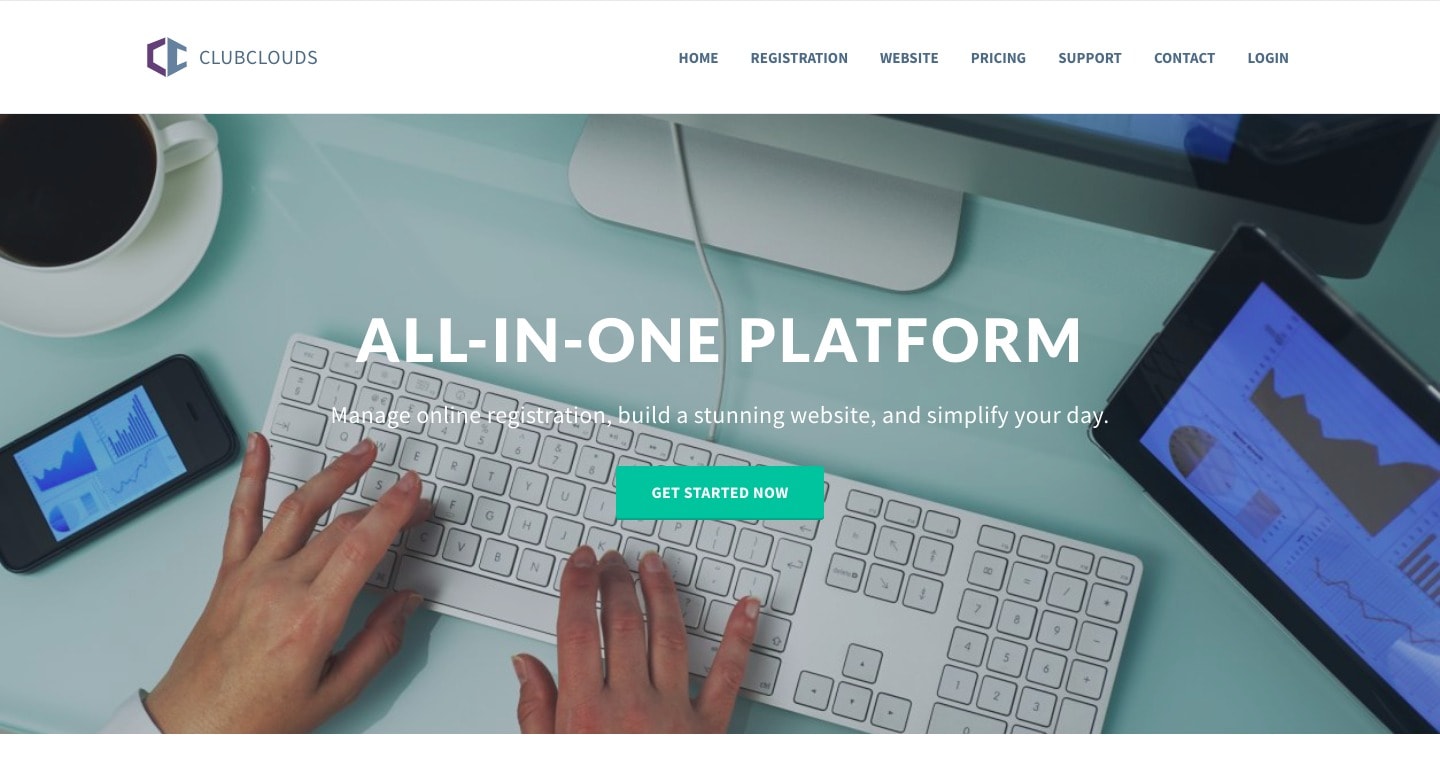 CLUBCLOUDS
HOME REGISTRATION WEBSITE PRICING SUPPORT CONTACT LOGIN
ALL-IN-ONE PLATFORM
Manage online registration, build a stunning website, and simplify your day.
GET STARTED NOW